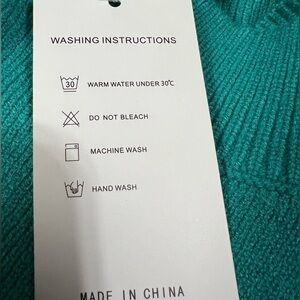 WASHING INSTRUCTIONS
30 WARM WATER UNDER 30℃
DO NOT BLEACH
MACHINE WASH
HAND WASH
MADE IN CHINA